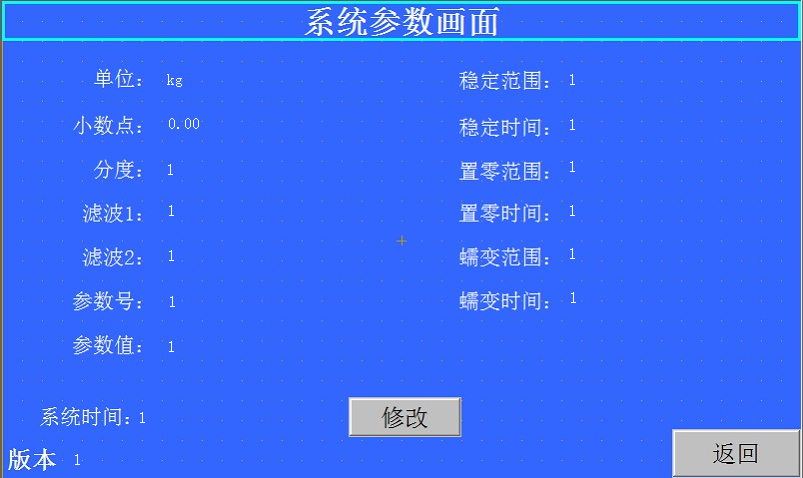 系统参数画面
单位： kg 稳定范围： 1
小数点： 0.00 稳定时间： 1
分度： 1 置零范围： 1
滤波1： 1 置零时间： 1
滤波2： 1 蠕变范围： 1
参数号： 1 蠕变时间： 1
参数值： 1
系统时间： 1 修改
版本 1 返回